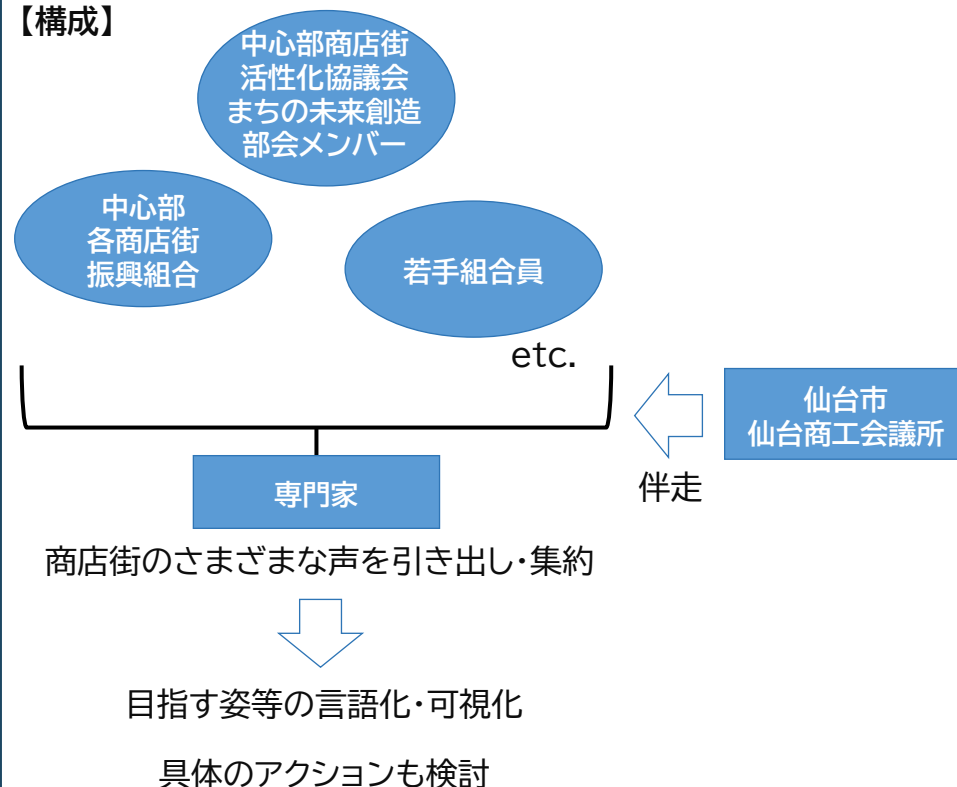 【構成】
中心部商店街
活性化協議会
まちの未来創造
部会メンバー
中心部
各商店街
振興組合
若手組合員
etc.
仙台市
仙台商工会議所
伴走
専門家
商店街のさまざまな声を引き出し・集約
目指す姿等の言語化・可視化
具体のアクションも検討